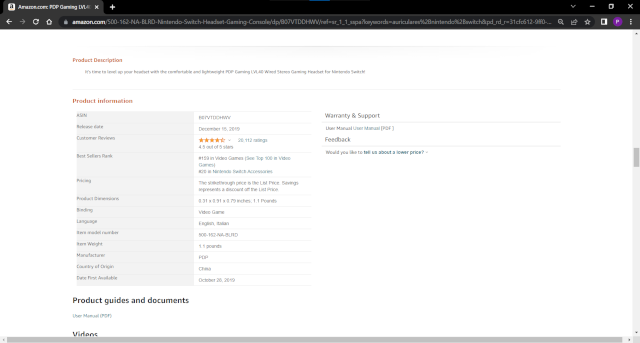 Amazon.com: PDP Gaming LVL40
amazon.com/500-162-NA-BLRD-Nintendo-Switch-Headset-Gaming-Console/dp/B07VTDDHWV/ref=sr_1_1_sspa?keywords=auriculares%2Bnintendo%2Bswitch&pd_rd_r=31cfc612-9ff0-...
Product Description
It's time to level up your headset with the comfortable and lightweight PDP Gaming LVL40 Wired Stereo Gaming Headset for Nintendo Switch!
Product information
ASIN B07VTDDHWV
Release date December 15, 2019
Customer Reviews 20,112 ratings
4.5 out of 5 stars
Best Sellers Rank #159 in Video Games (See Top 100 in Video
Games)
#20 in Nintendo Switch Accessories
Pricing The strikethrough price is the List Price. Savings
represents a discount off the List Price.
Product Dimensions 0.31 x 0.91 x 0.79 inches, 1.1 Pounds
Binding Video Game
Language English, Italian
Item model number 500-162-NA-BLRD
Item Weight 1.1 pounds
Manufacturer PDP
Country of Origin China
Date First Available October 26, 2019
Warranty & Support
User Manual User Manual [PDF ]
Feedback
Would you like to tell us about a lower price?
Product guides and documents
User Manual (PDF)
Videos